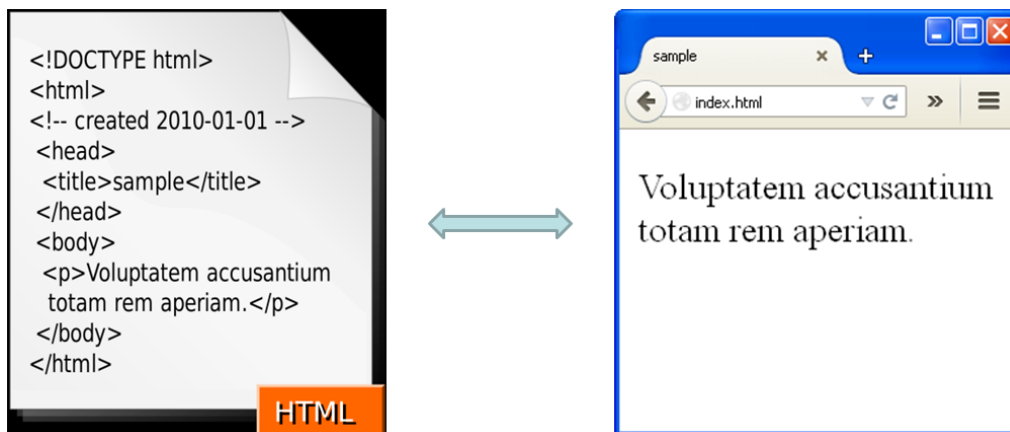 <!DOCTYPE html>
<html>
<!-- created 2010-01-01 -->
<head>
<title>sample</title>
</head>
<body>
<p>Voluptatem accusantium
totam rem aperiam.</p>
</body>
</html>
HTML
sample
index.html
Voluptatem accusantium
totam rem aperiam.